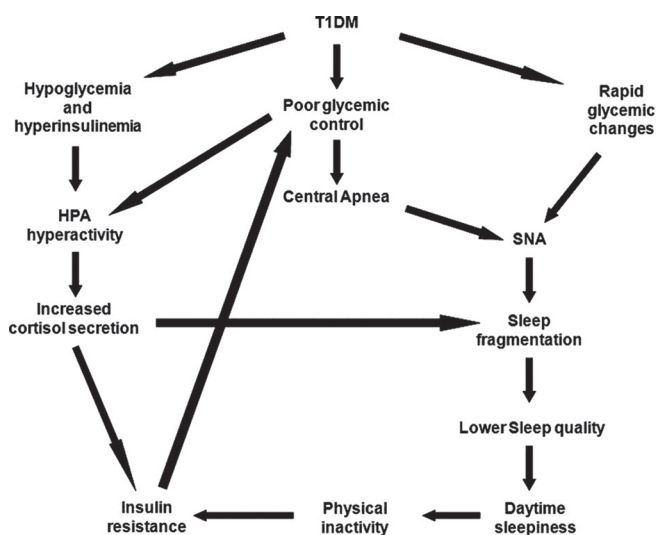 T1DM
Hypoglycemia
and
hyperinsulinemia
Poor glycemic
control
Rapid
glycemic
changes
Central Apnea
HPA
hyperactivity
SNA
Increased
cortisol secretion
Sleep
fragmentation
Lower Sleep quality
Insulin
resistance
Physical
inactivity
Daytime
sleepiness